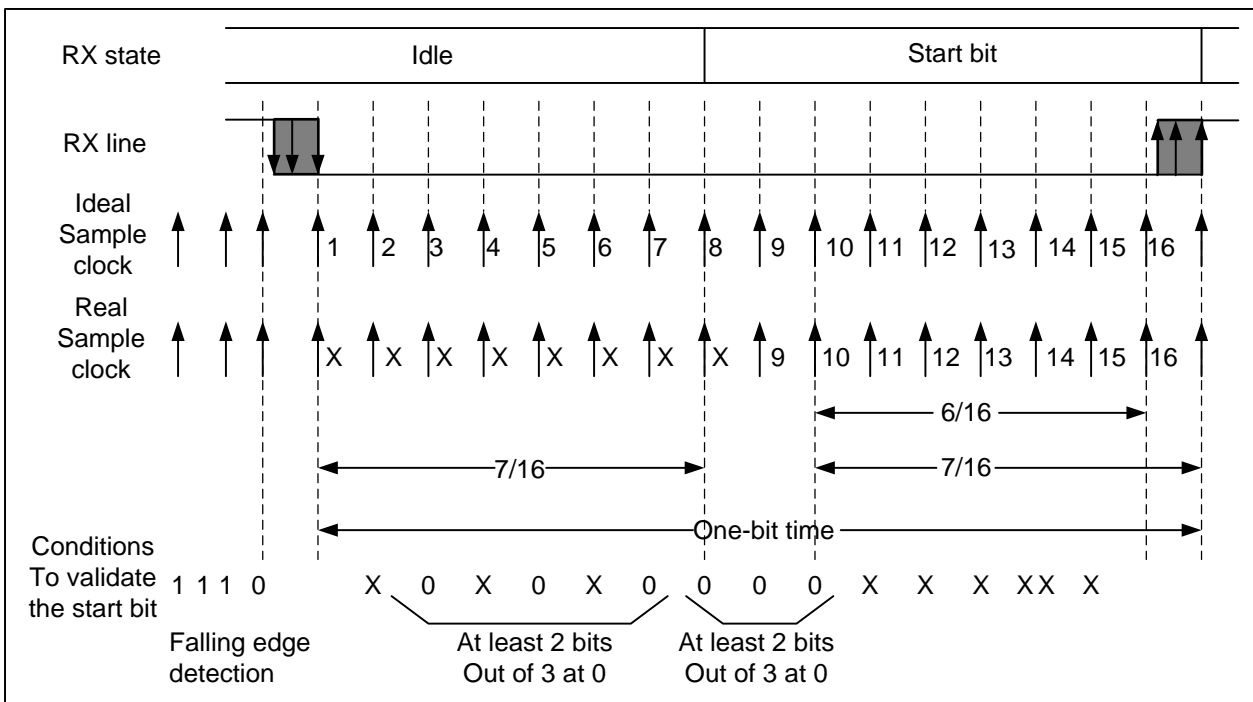 RX state Idle Start bit
RX line
Ideal
Sample
clock
1 2 3 4 5 6 7 8 9 10 11 12 13 14 15 16
Real
Sample
clock
X X X X X X X X 9 10 11 12 13 14 15 16
6/16
7/16 7/16
One-bit time
Conditions
To validate
the start bit
1 1 1 0 X 0 X 0 X 0 0 0 0 X X X X X X
Falling edge
detection
At least 2 bits
Out of 3 at 0
At least 2 bits
Out of 3 at 0